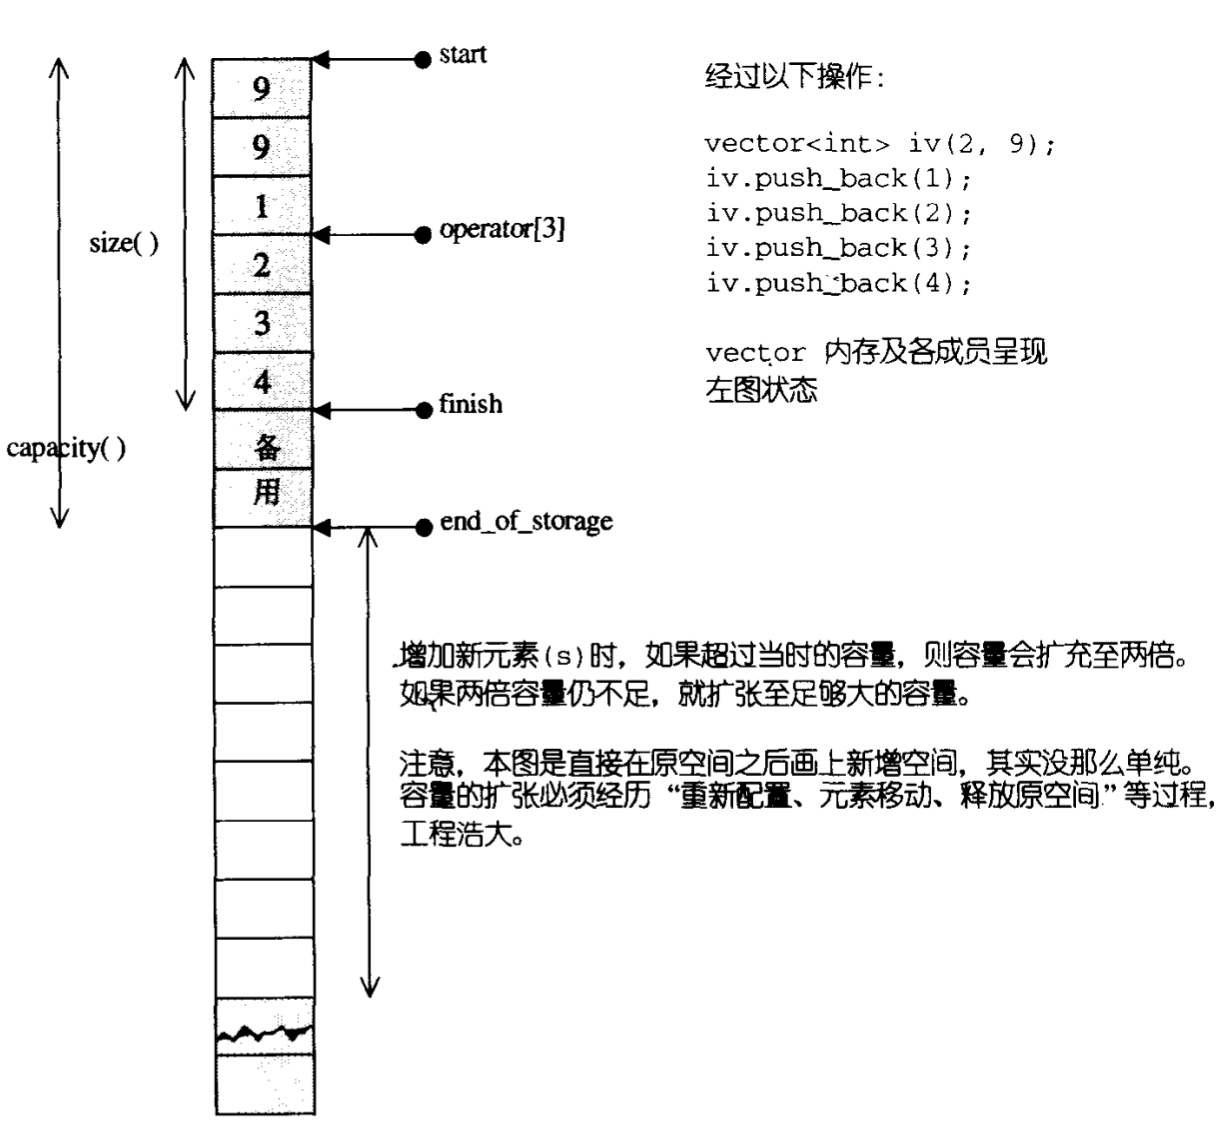 start
9
9
1
operator[3]
size( )
2
3
4
finish
capacity( )
备
用
end_of_storage
经过以下操作:
vector<int> iv(2, 9);
iv.push_back(1);
iv.push_back(2);
iv.push_back(3);
iv.push_back(4);
vector 内存及各成员呈现
左图状态
增加新元素(s)时，如果超过当时的容量，则容量会扩充至两倍。
如果两倍容量仍不足，就扩张至足够大的容量。
注意，本图是直接在原空间之后画上新增空间，其实没那么单纯。
容量的扩张必须经历“重新配置、元素移动、释放原空间”等过程，
工程浩大。